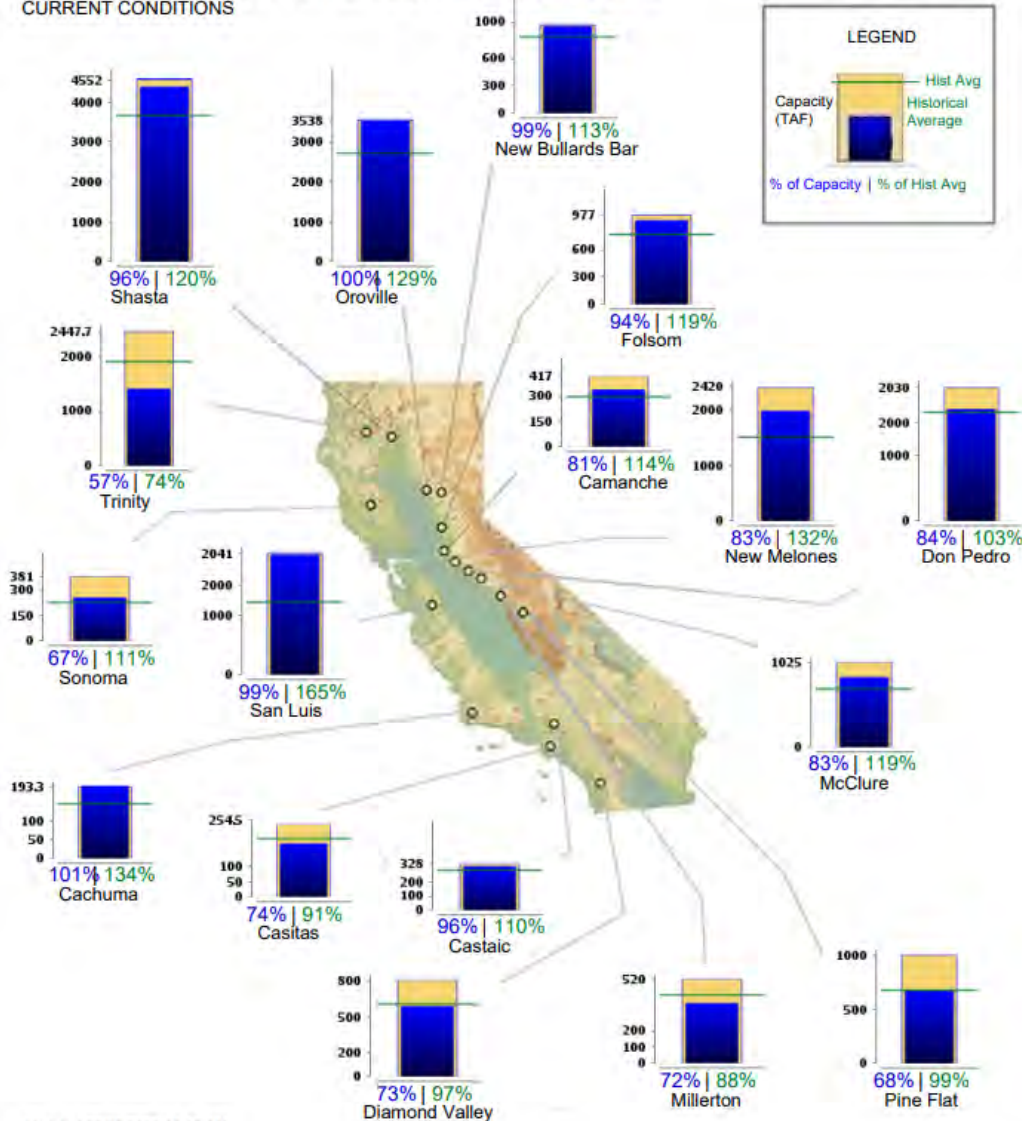 CURRENT CONDITIONS
1000
600
300
0
99% | 113%
New Bullards Bar
LEGEND
Hist Avg
Capacity
(TAF)
Historical
Average
% of Capacity | % of Hist Avg
4552
4000
3000
2000
1000
0
96% | 120%
Shasta
3538
3000
2000
1000
0
100% | 129%
Oroville
977
600
300
0
94% | 119%
Folsom
2447.7
2000
1000
0
57% | 74%
Trinity
417
300
150
0
81% | 114%
Camanche
2420
2000
1000
0
83% | 132%
New Melones
2030
2000
1000
0
84% | 103%
Don Pedro
381
300
150
0
67% | 111%
Sonoma
2041
2000
1000
0
99% | 165%
San Luis
1025
0
83% | 119%
McClure
193.3
100
50
0
101% | 134%
Cachuma
254.5
100
50
0
74% | 91%
Casitas
328
200
100
0
96% | 110%
Castaic
800
500
200
0
73% | 97%
Diamond Valley
520
200
100
0
72% | 88%
Millerton
1000
500
0
68% | 99%
Pine Flat